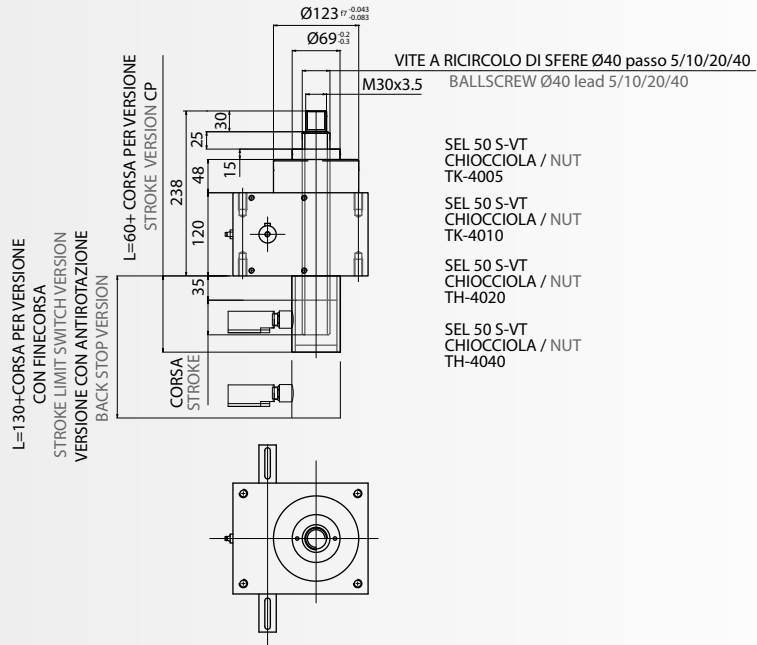 Ø123 f7 -0.043 -0.083
Ø69 -0.2 -0.3
VITE A RICIRCOLO DI SFERE Ø40 passo 5/10/20/40
BALLSCREW Ø40 lead 5/10/20/40
M30x3.5
L=60+ CORSA PER VERSIONE
STROKE VERSION CP
30
25
15
48
238
120
35
SEL 50 S-VT
CHIOCCIOLA / NUT
TK-4005
SEL 50 S-VT
CHIOCCIOLA / NUT
TK-4010
SEL 50 S-VT
CHIOCCIOLA / NUT
TH-4020
SEL 50 S-VT
CHIOCCIOLA / NUT
TH-4040
L=130+CORSA PER VERSIONE
CON FINECORSA
STROKE LIMIT SWITCH VERSION
VERSIONE CON ANTIROTAZIONE
BACK STOP VERSION
CORSA
STROKE